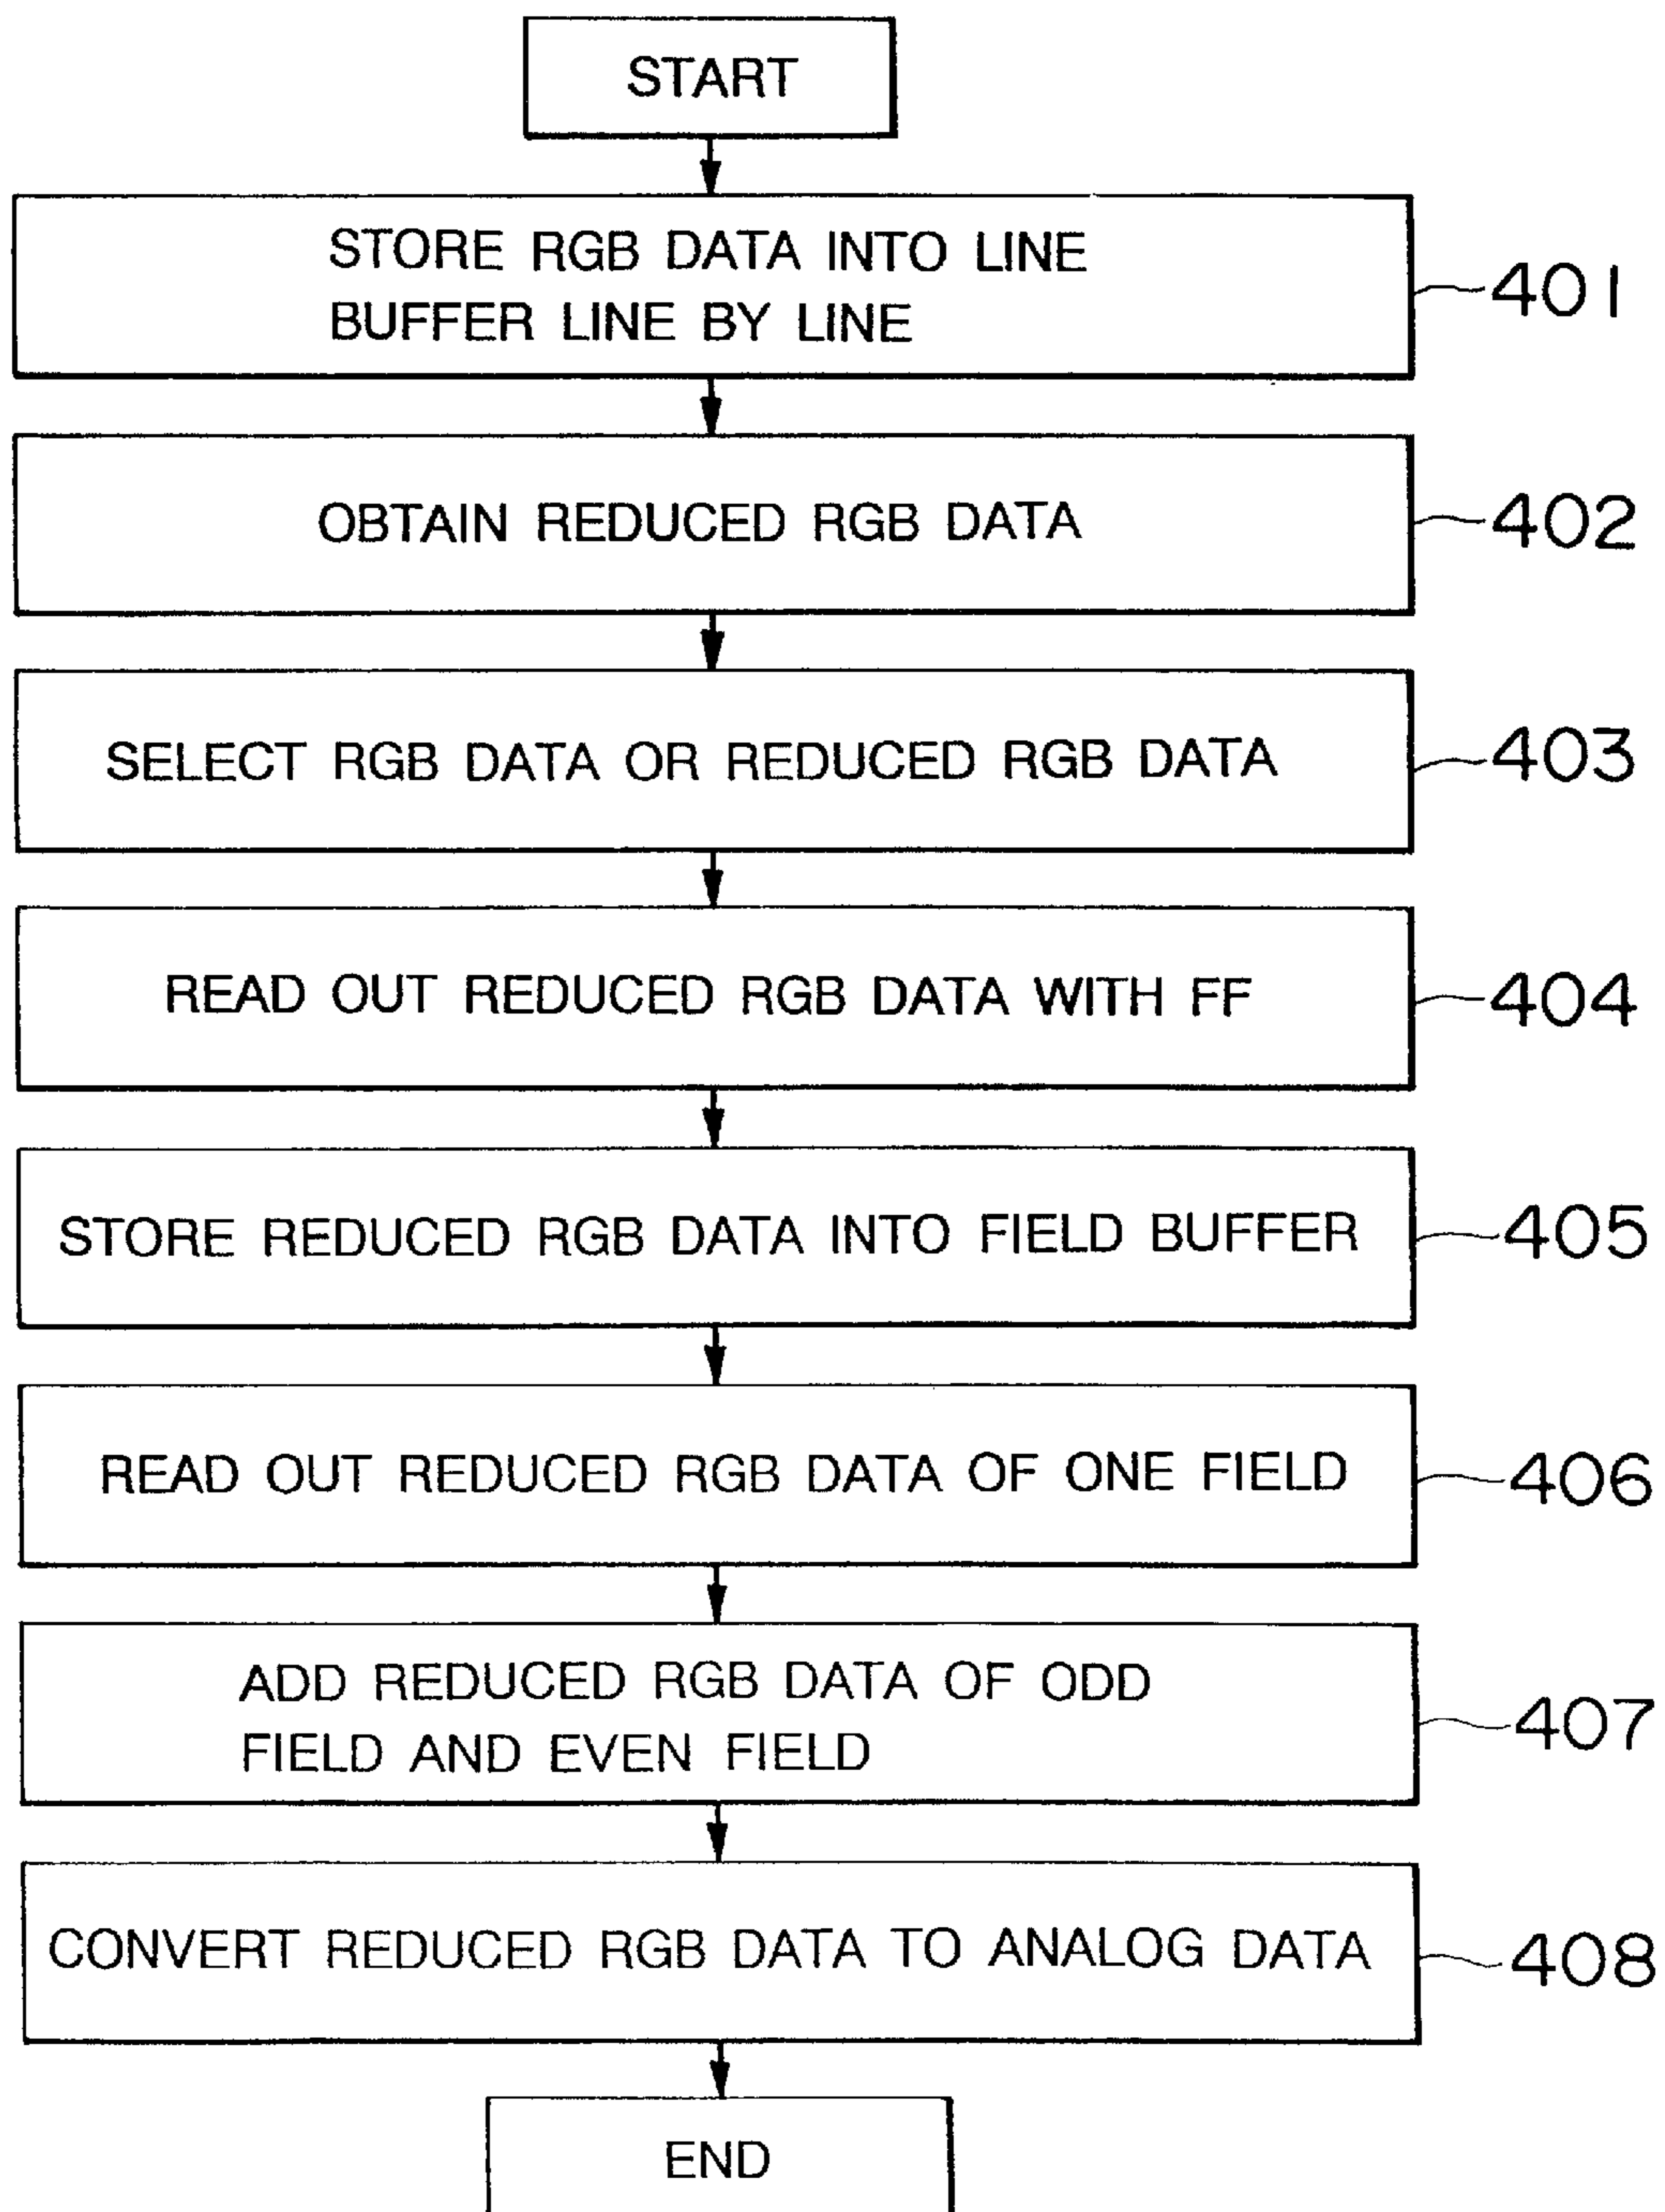 START
STORE RGB DATA INTO LINE
BUFFER LINE BY LINE
401
OBTAIN REDUCED RGB DATA
402
SELECT RGB DATA OR REDUCED RGB DATA
403
READ OUT REDUCED RGB DATA WITH FF
404
STORE REDUCED RGB DATA INTO FIELD BUFFER
405
READ OUT REDUCED RGB DATA OF ONE FIELD
406
ADD REDUCED RGB DATA OF ODD
FIELD AND EVEN FIELD
407
CONVERT REDUCED RGB DATA TO ANALOG DATA
408
END